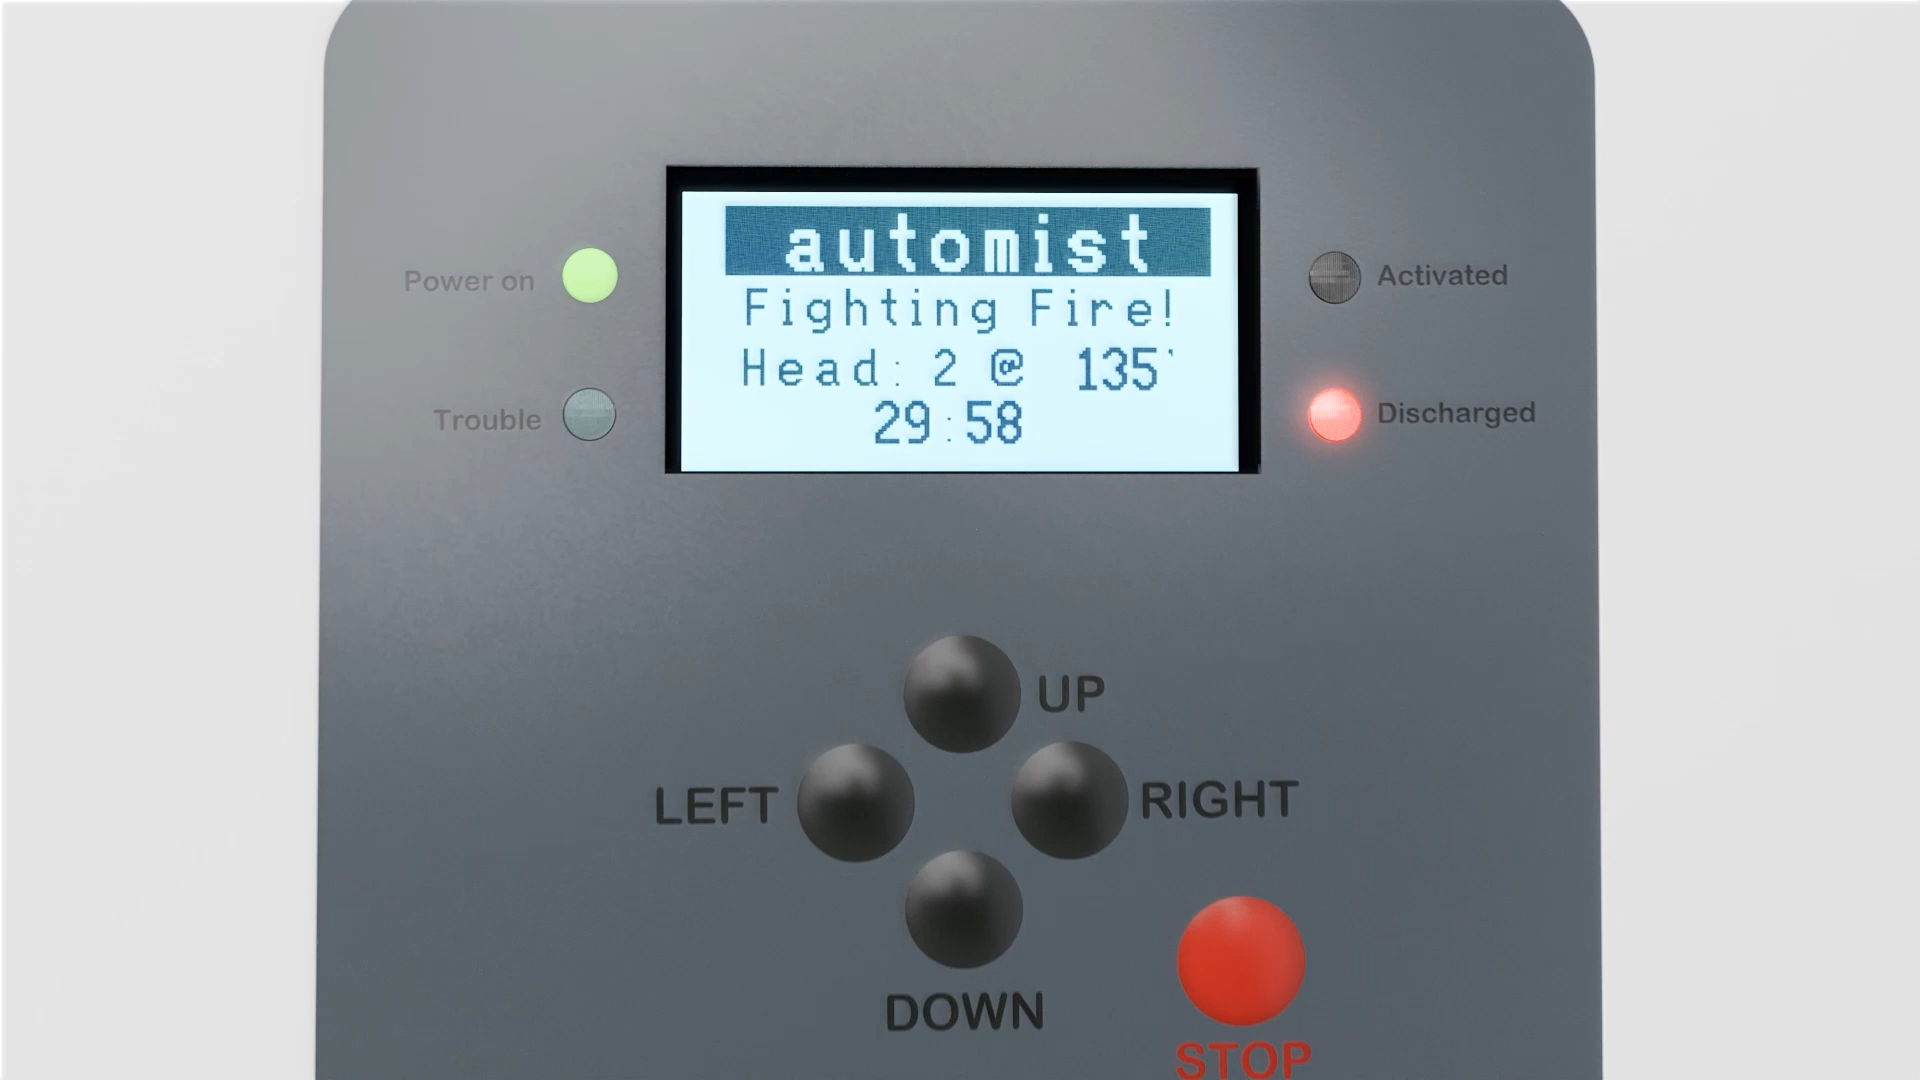 automist
Fighting Fire!
Head: 2 @ 135'
29:58
Power on
Activated
Trouble
Discharged
UP
LEFT
RIGHT
DOWN
STOP